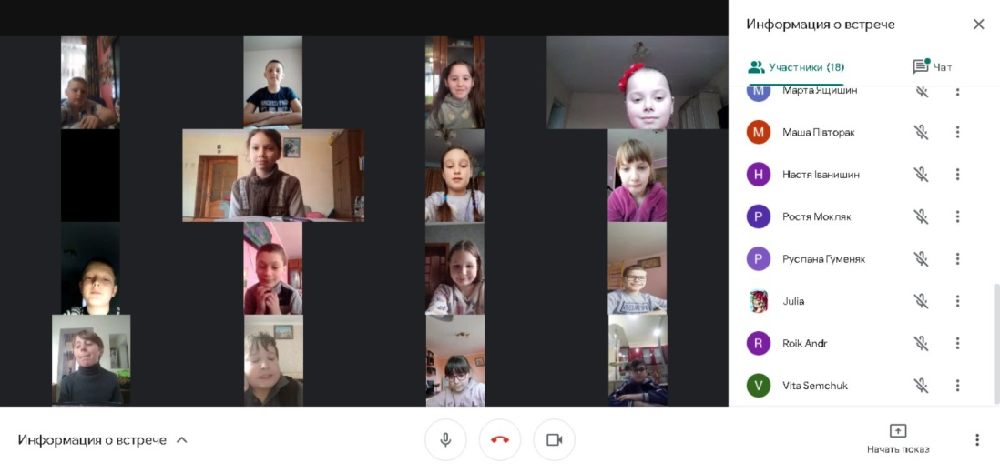 Информация о встрече
Участники (18)
Чат
М Марта Ящишин
М Маша Півторак
Н Настя Іванишин
Р Ростя Мокляк
Р Руслана Гуменяк
Julia
R Roik Andr
V Vita Semchuk
Информация о встрече
Начать показ